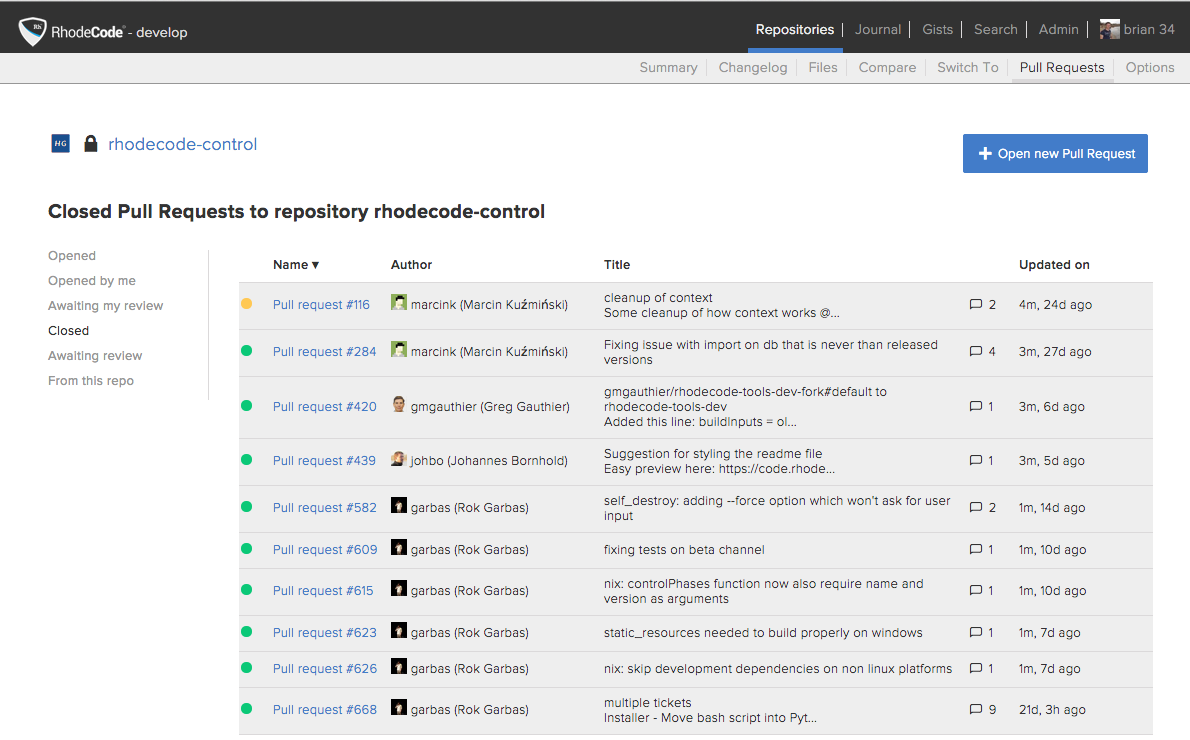 RhodeCode® - develop
Repositories
Journal
Gists
Search
Admin
brian 34
Summary
Changelog
Files
Compare
Switch To
Pull Requests
Options
HG rhodecode-control
+ Open new Pull Request
Closed Pull Requests to repository rhodecode-control
Opened
Opened by me
Awaiting my review
Closed
Awaiting review
From this repo
Name ▾ Author Title Updated on
Pull request #116 marcink (Marcin Kuźmiński) cleanup of context
Some cleanup of how context works @... 2 4m, 24d ago
Pull request #284 marcink (Marcin Kuźmiński) Fixing issue with import on db that is never than released
versions 4 3m, 27d ago
Pull request #420 gmgauthier (Greg Gauthier) gmgauthier/rhodecode-tools-dev-fork#default to
rhodecode-tools-dev
Added this line: buildInputs = ol... 1 3m, 6d ago
Pull request #439 johbo (Johannes Bornhold) Suggestion for styling the readme file
Easy preview here: https://code.rhode... 1 3m, 5d ago
Pull request #582 garbas (Rok Garbas) self_destroy: adding --force option which won't ask for user
input 2 1m, 14d ago
Pull request #609 garbas (Rok Garbas) fixing tests on beta channel 1 1m, 10d ago
Pull request #615 garbas (Rok Garbas) nix: controlPhases function now also require name and
version as arguments 1 1m, 10d ago
Pull request #623 garbas (Rok Garbas) static_resources needed to build properly on windows 1 1m, 7d ago
Pull request #626 garbas (Rok Garbas) nix: skip development dependencies on non linux platforms 1 1m, 7d ago
Pull request #668 garbas (Rok Garbas) multiple tickets
Installer - Move bash script into Pyt... 9 21d, 3h ago